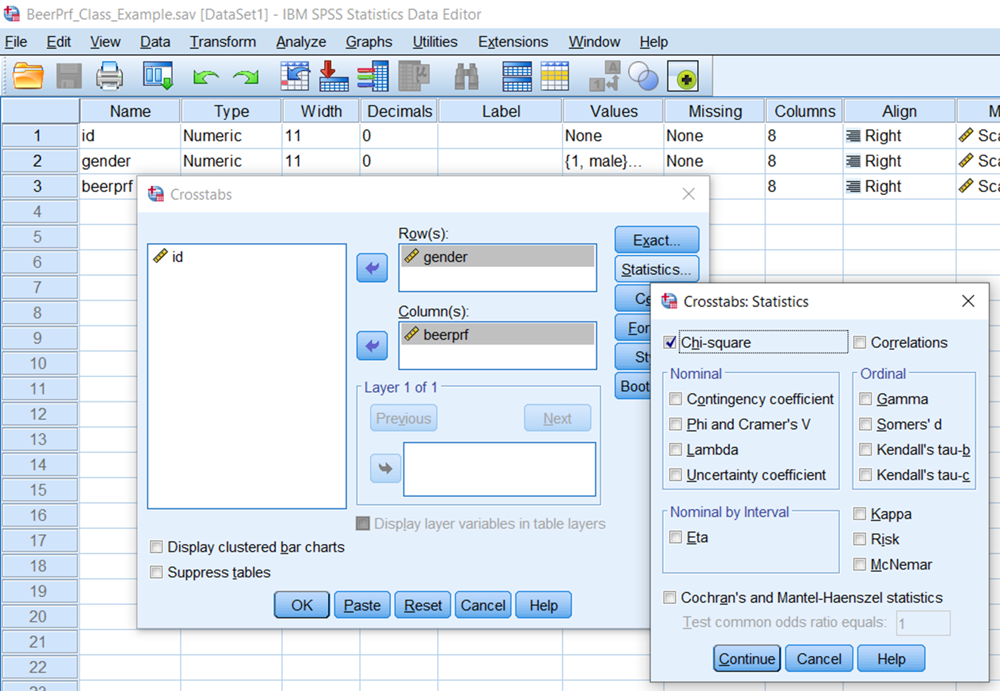 BeerPrf_Class_Example.sav [DataSet1] - IBM SPSS Statistics Data Editor
File Edit View Data Transform Analyze Graphs Utilities Extensions Window Help
Name Type Width Decimals Label Values Missing Columns Align M
1 id Numeric 11 0 None None 8 Right Sca
2 gender Numeric 11 0 {1, male}... None 8 Right Sca
3 beerprf 8 Right Sca
4
5
6
7
8
9
10
11
12
13
14
15
16
17
18
19
20
21
22
23
Crosstabs
id
Row(s):
gender
Column(s):
beerprf
Layer 1 of 1
Previous Next
Display layer variables in table layers
Display clustered bar charts
Suppress tables
OK Paste Reset Cancel Help
Exact...
Statistics...
Ce
For
Sty
Boot
Crosstabs: Statistics
Chi-square Correlations
Nominal
Contingency coefficient
Phi and Cramer's V
Lambda
Uncertainty coefficient
Ordinal
Gamma
Somers' d
Kendall's tau-b
Kendall's tau-c
Nominal by Interval
Eta
Kappa
Risk
McNemar
Cochran's and Mantel-Haenszel statistics
Test common odds ratio equals: 1
Continue Cancel Help